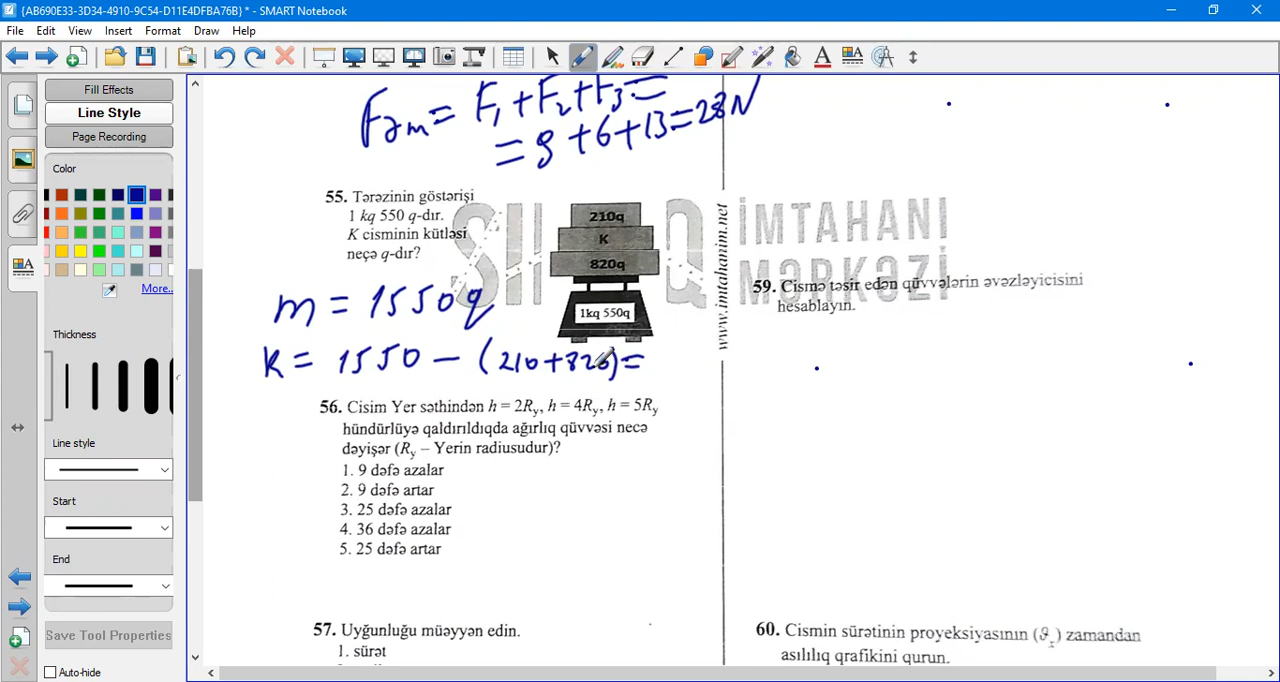 {AB690E33-3D34-4910-9C54-D11E4DFBA76B} * - SMART Notebook
File Edit View Insert Format Draw Help
Fill Effects
Line Style
Page Recording
Color
More..
Thickness
Line style
Start
End
Save Tool Properties
Auto-hide
Fəm = F₁ + F₂ + F₃ =
= 9 + 6 + 13 = 28 N
55. Tərəzinin göstərişi
1 kq 550 q-dır.
K cisminin kütləsi
neçə q-dır?
210q
K
820q
1kq 550q
m = 1550q
K = 1550 − (210+820) =
56. Cisim Yer səthindən h = 2Ry, h = 4Ry, h = 5Ry
hündürlüyə qaldırıldıqda ağırlıq qüvvəsi necə
dəyişər (Ry – Yerin radiusudur)?
1. 9 dəfə azalar
2. 9 dəfə artar
3. 25 dəfə azalar
4. 36 dəfə azalar
5. 25 dəfə artar
57. Uyğunluğu müəyyən edin.
1. sürət
www.imtahanim.net
İMTAHANI
MƏRKƏZİ
59. Cismə təsir edən qüvvələrin əvəzləyicisini
hesablayın.
60. Cismin sürətinin proyeksiyasının (ϑx) zamandan
asılılıq qrafikini qurun.